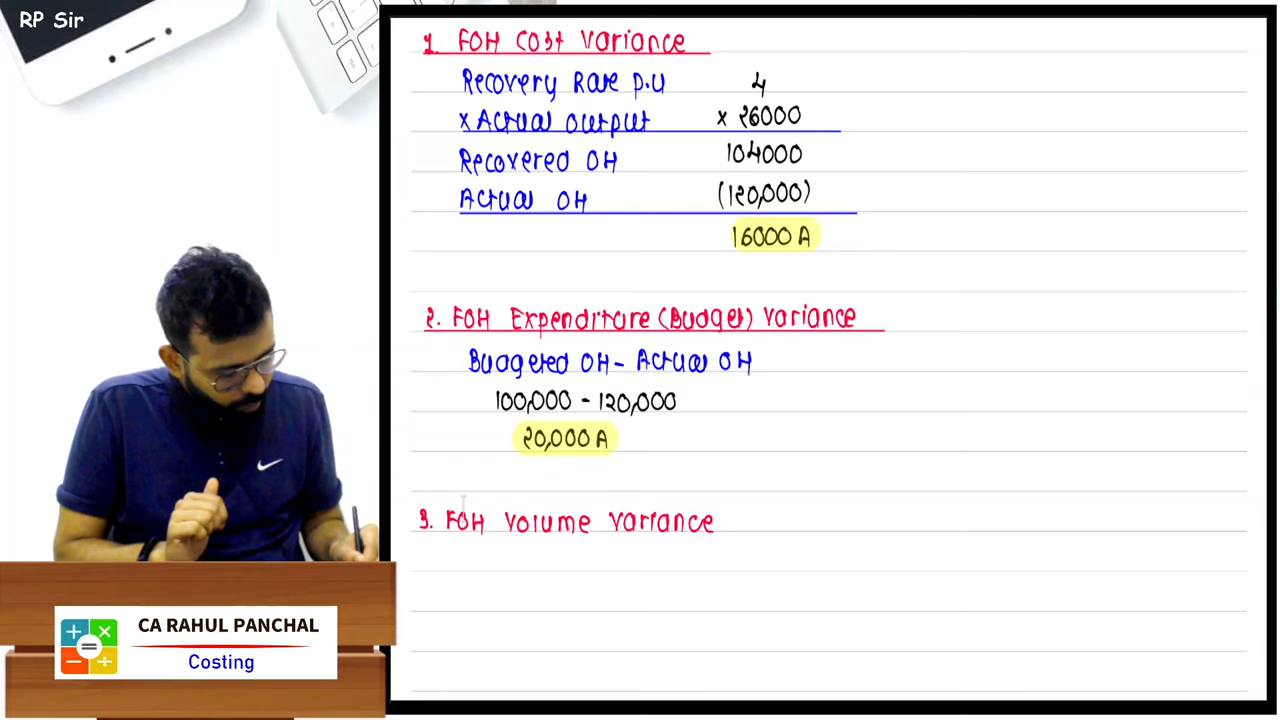 RP Sir
1. FOH Cost Variance
Recovery Rate P.U 4
x Actual Output x 26000
Recovered OH 104000
Actual OH (120,000)
16000 A
2. FOH Expenditure (Budget) Variance
Budgeted OH - Actual OH
100,000 - 120,000
20,000 A
3. FOH Volume Variance
CA RAHUL PANCHAL
Costing